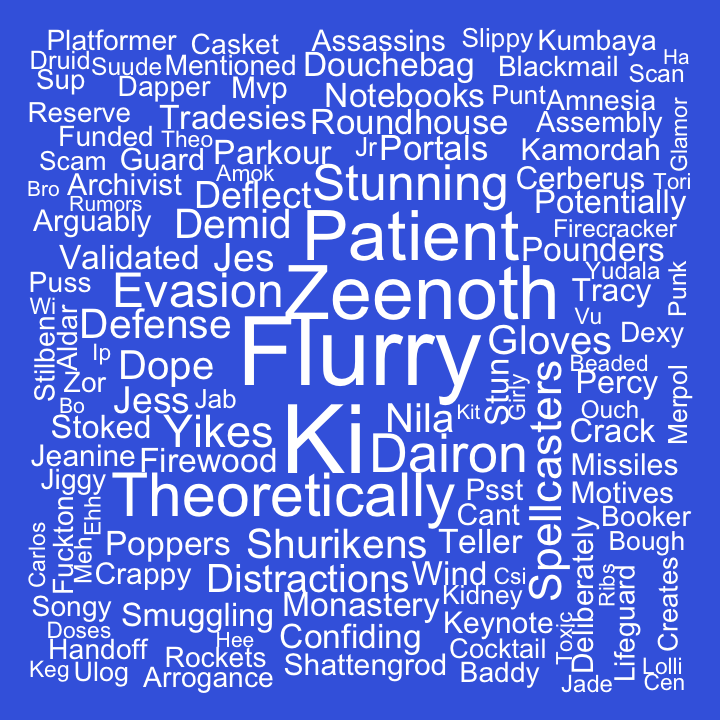 Platformer
Casket
Assassins
Slippy
Kumbaya
Druid
Suude
Mentioned
Douchebag
Blackmail
Ha
Scan
Sup
Dapper
Mvp
Notebooks
Punt
Amnesia
Reserve
Tradesies
Roundhouse
Assembly
Glamor
Funded
Theo
Parkour
Jr
Portals
Kamordah
Scam
Guard
Amok
Stunning
Cerberus
Tori
Bro
Archivist
Deflect
Potentially
Rumors
Arguably
Demid
Patient
Firecracker
Validated
Jes
Pounders
Puss
Evasion
Zeenoth
Yudala
Tracy
Punk
Wi
Aldar
Defense
Flurry
Gloves
Vu
Dexy
Stilben
Ip
Dope
Stun
Beaded
Zor
Girly
Percy
Merpol
Bo
Jess
Jab
Ki
Nila
Kit
Spellcasters
Ouch
Stoked
Yikes
Dairon
Crack
Jeanine
Firewood
Missiles
Jiggy
Theoretically
Psst
Motives
Fuckton
Ehh
Cant
Booker
Carlos
Meh
Poppers
Shurikens
Teller
Deliberately
Bough
Crappy
Distractions
Wind
Csi
Ribs
Creates
Songy
Smuggling
Monastery
Kidney
Lifeguard
Doses
Hee
Confiding
Keynote
Toxic
Handoff
Rockets
Cocktail
Keg
Ulog
Arrogance
Shattengrod
Baddy
Jade
Lolli
Cen